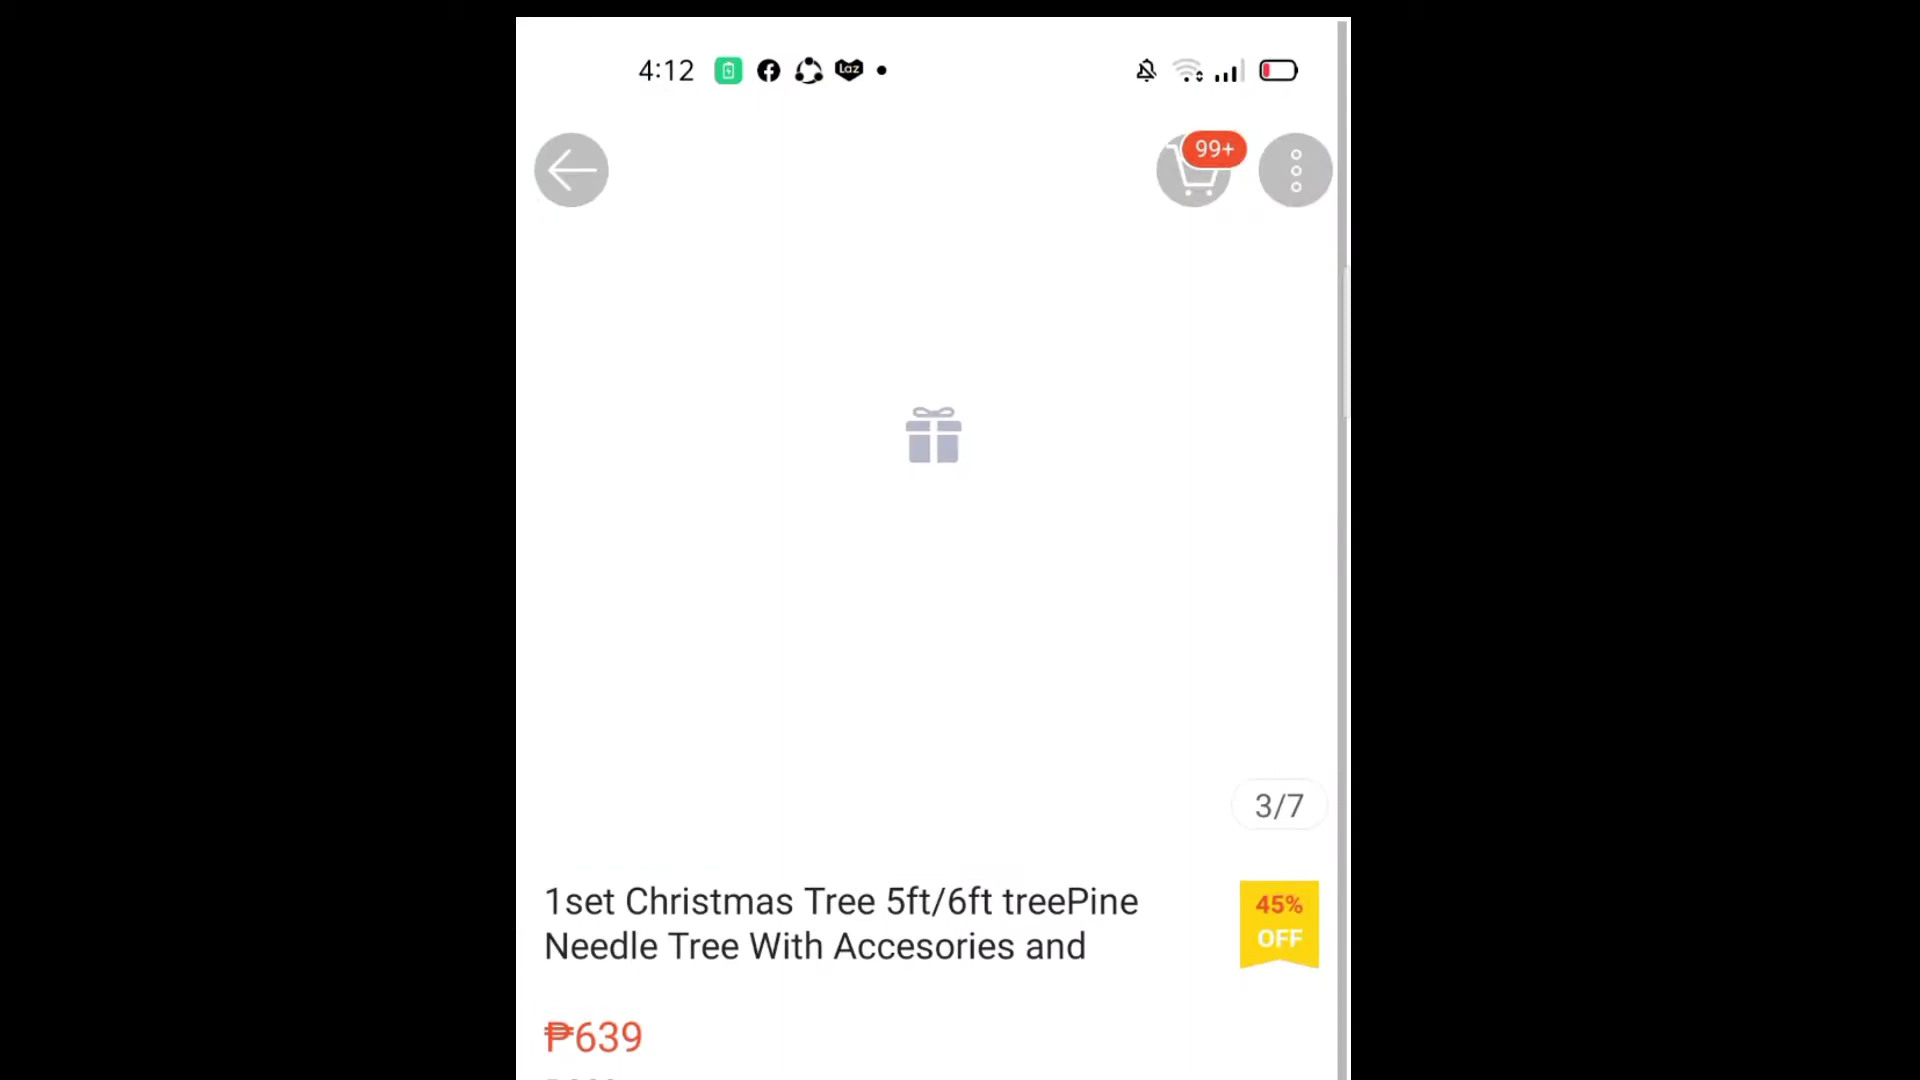 4:12
Laz
99+
3/7
1set Christmas Tree 5ft/6ft treePine
Needle Tree With Accesories and
45%
OFF
₱639